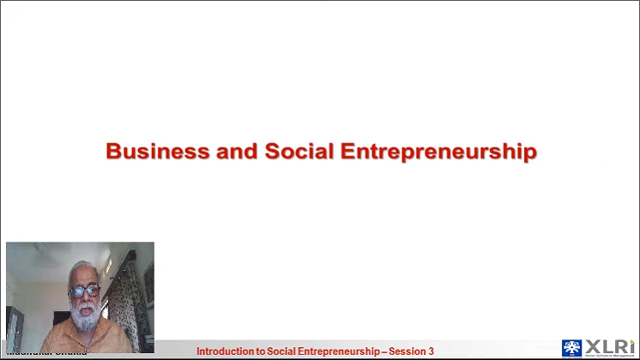 Business and Social Entrepreneurship
Introduction to Social Entrepreneurship – Session 3
XLRi